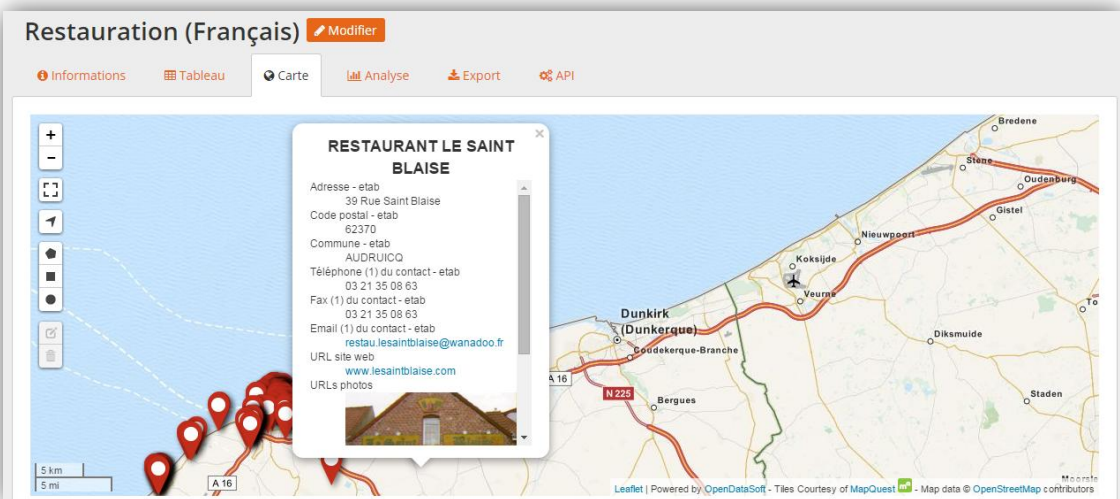 Restauration (Français) Modifier
Informations Tableau Carte Analyse Export API
+
-
RESTAURANT LE SAINT
BLAISE
×
Adresse - etab
39 Rue Saint Blaise
Code postal - etab
62370
Commune - etab
AUDRUICQ
Téléphone (1) du contact - etab
03 21 35 08 63
Fax (1) du contact - etab
03 21 35 08 63
Email (1) du contact - etab
restau.lesaintblaise@wanadoo.fr
URL site web
www.lesaintblaise.com
URLs photos
Bredene
Stene
Oudenburg
Gistel
Nieuwpoort
Koksijde
Veurne
To
Dunkirk
(Dunkerque)
Diksmuide
Coudekerque-Branche
A 16
N 225
Bergues
Staden
5 km
5 mi
A 16
Leaflet | Powered by OpenDataSoft - Tiles Courtesy of MapQuest - Map data © OpenStreetMap contributors